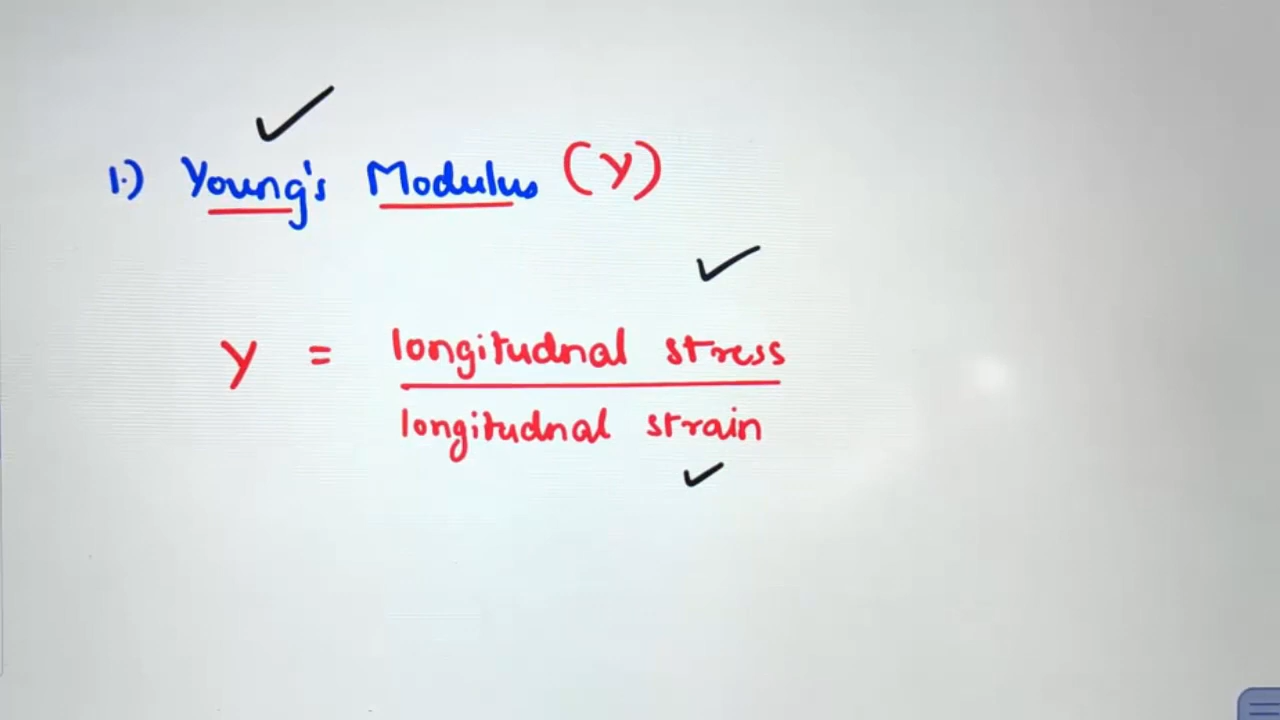 1.) Young's Modulus (Y)
Y = longitudnal stress
longitudnal strain